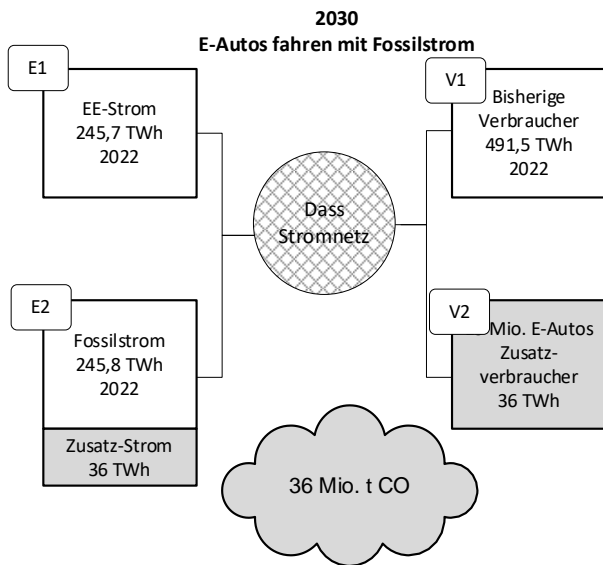 2030
E-Autos fahren mit Fossilstrom
E1
EE-Strom
245,7 TWh
2022
V1
Bisherige
Verbraucher
491,5 TWh
2022
Dass
Stromnetz
E2
Fossilstrom
245,8 TWh
2022
Zusatz-Strom
36 TWh
V2
Mio. E-Autos
Zusatz-
verbraucher
36 TWh
36 Mio. t CO